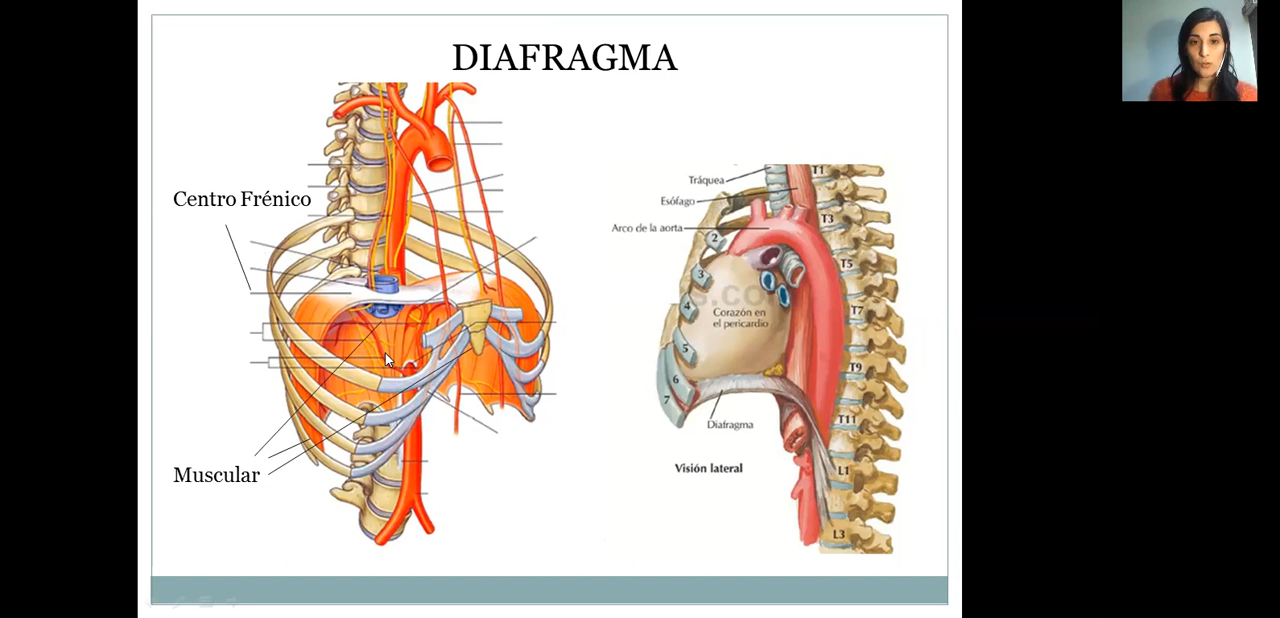 DIAFRAGMA
Centro Frénico
Muscular
Tráquea
Esófago
Arco de la aorta
T1
T3
T5
T7
T9
T11
L1
L3
2
3
4
5
6
7
s.co
Corazón en
el pericardio
Diafragma
Visión lateral